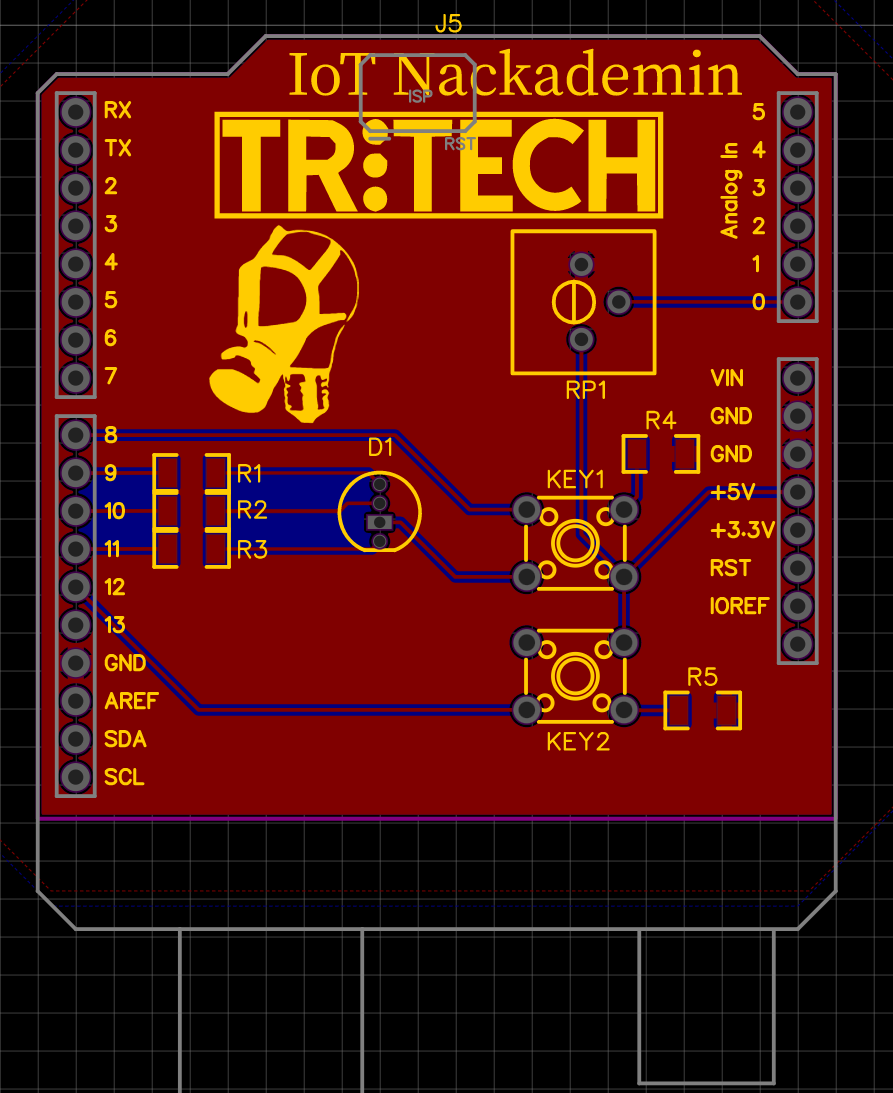 J5
IoT Nackademin
ISP
RST
TR:TECH
RX
TX
2
3
4
5
6
7
8
9
10
11
12
13
GND
AREF
SDA
SCL
R1
R2
R3
D1
RP1
R4
KEY1
KEY2
R5
Analog In
5
4
3
2
1
0
VIN
GND
GND
+5V
+3.3V
RST
IOREF